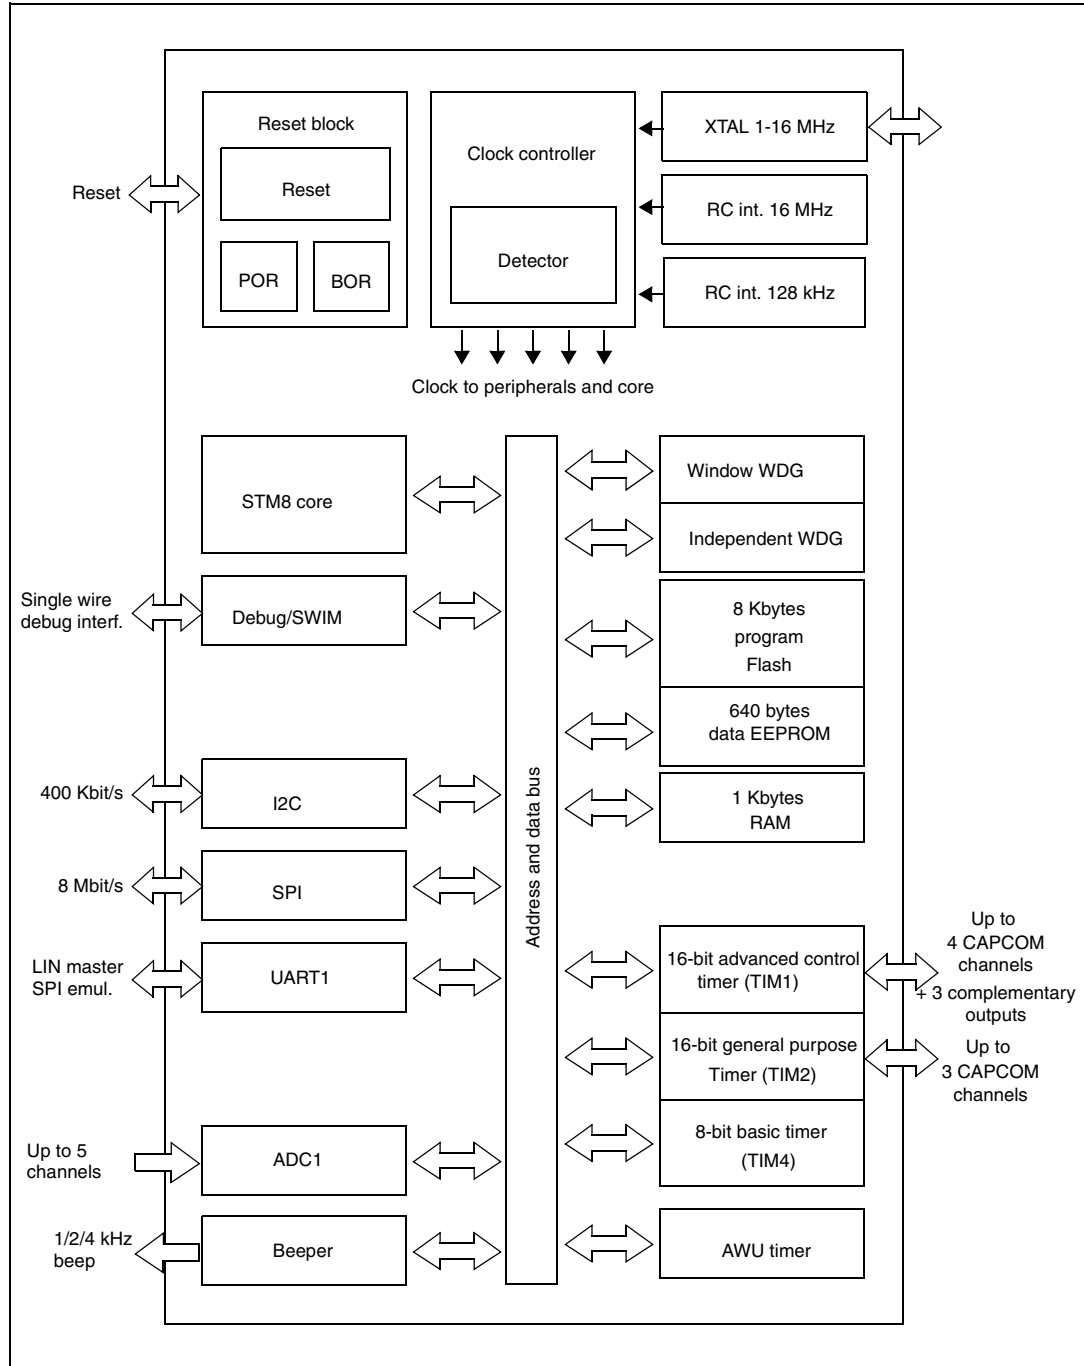 Reset block
Reset
POR
BOR
Reset
Clock controller
Detector
XTAL 1-16 MHz
RC int. 16 MHz
RC int. 128 kHz
Clock to peripherals and core
STM8 core
Single wire
debug interf.
Debug/SWIM
400 Kbit/s
I2C
8 Mbit/s
SPI
LIN master
SPI emul.
UART1
Up to 5
channels
ADC1
1/2/4 kHz
beep
Beeper
Address and data bus
Window WDG
Independent WDG
8 Kbytes
program
Flash
640 bytes
data EEPROM
1 Kbytes
RAM
16-bit advanced control
timer (TIM1)
Up to
4 CAPCOM
channels
+ 3 complementary
outputs
16-bit general purpose
Timer (TIM2)
Up to
3 CAPCOM
channels
8-bit basic timer
(TIM4)
AWU timer